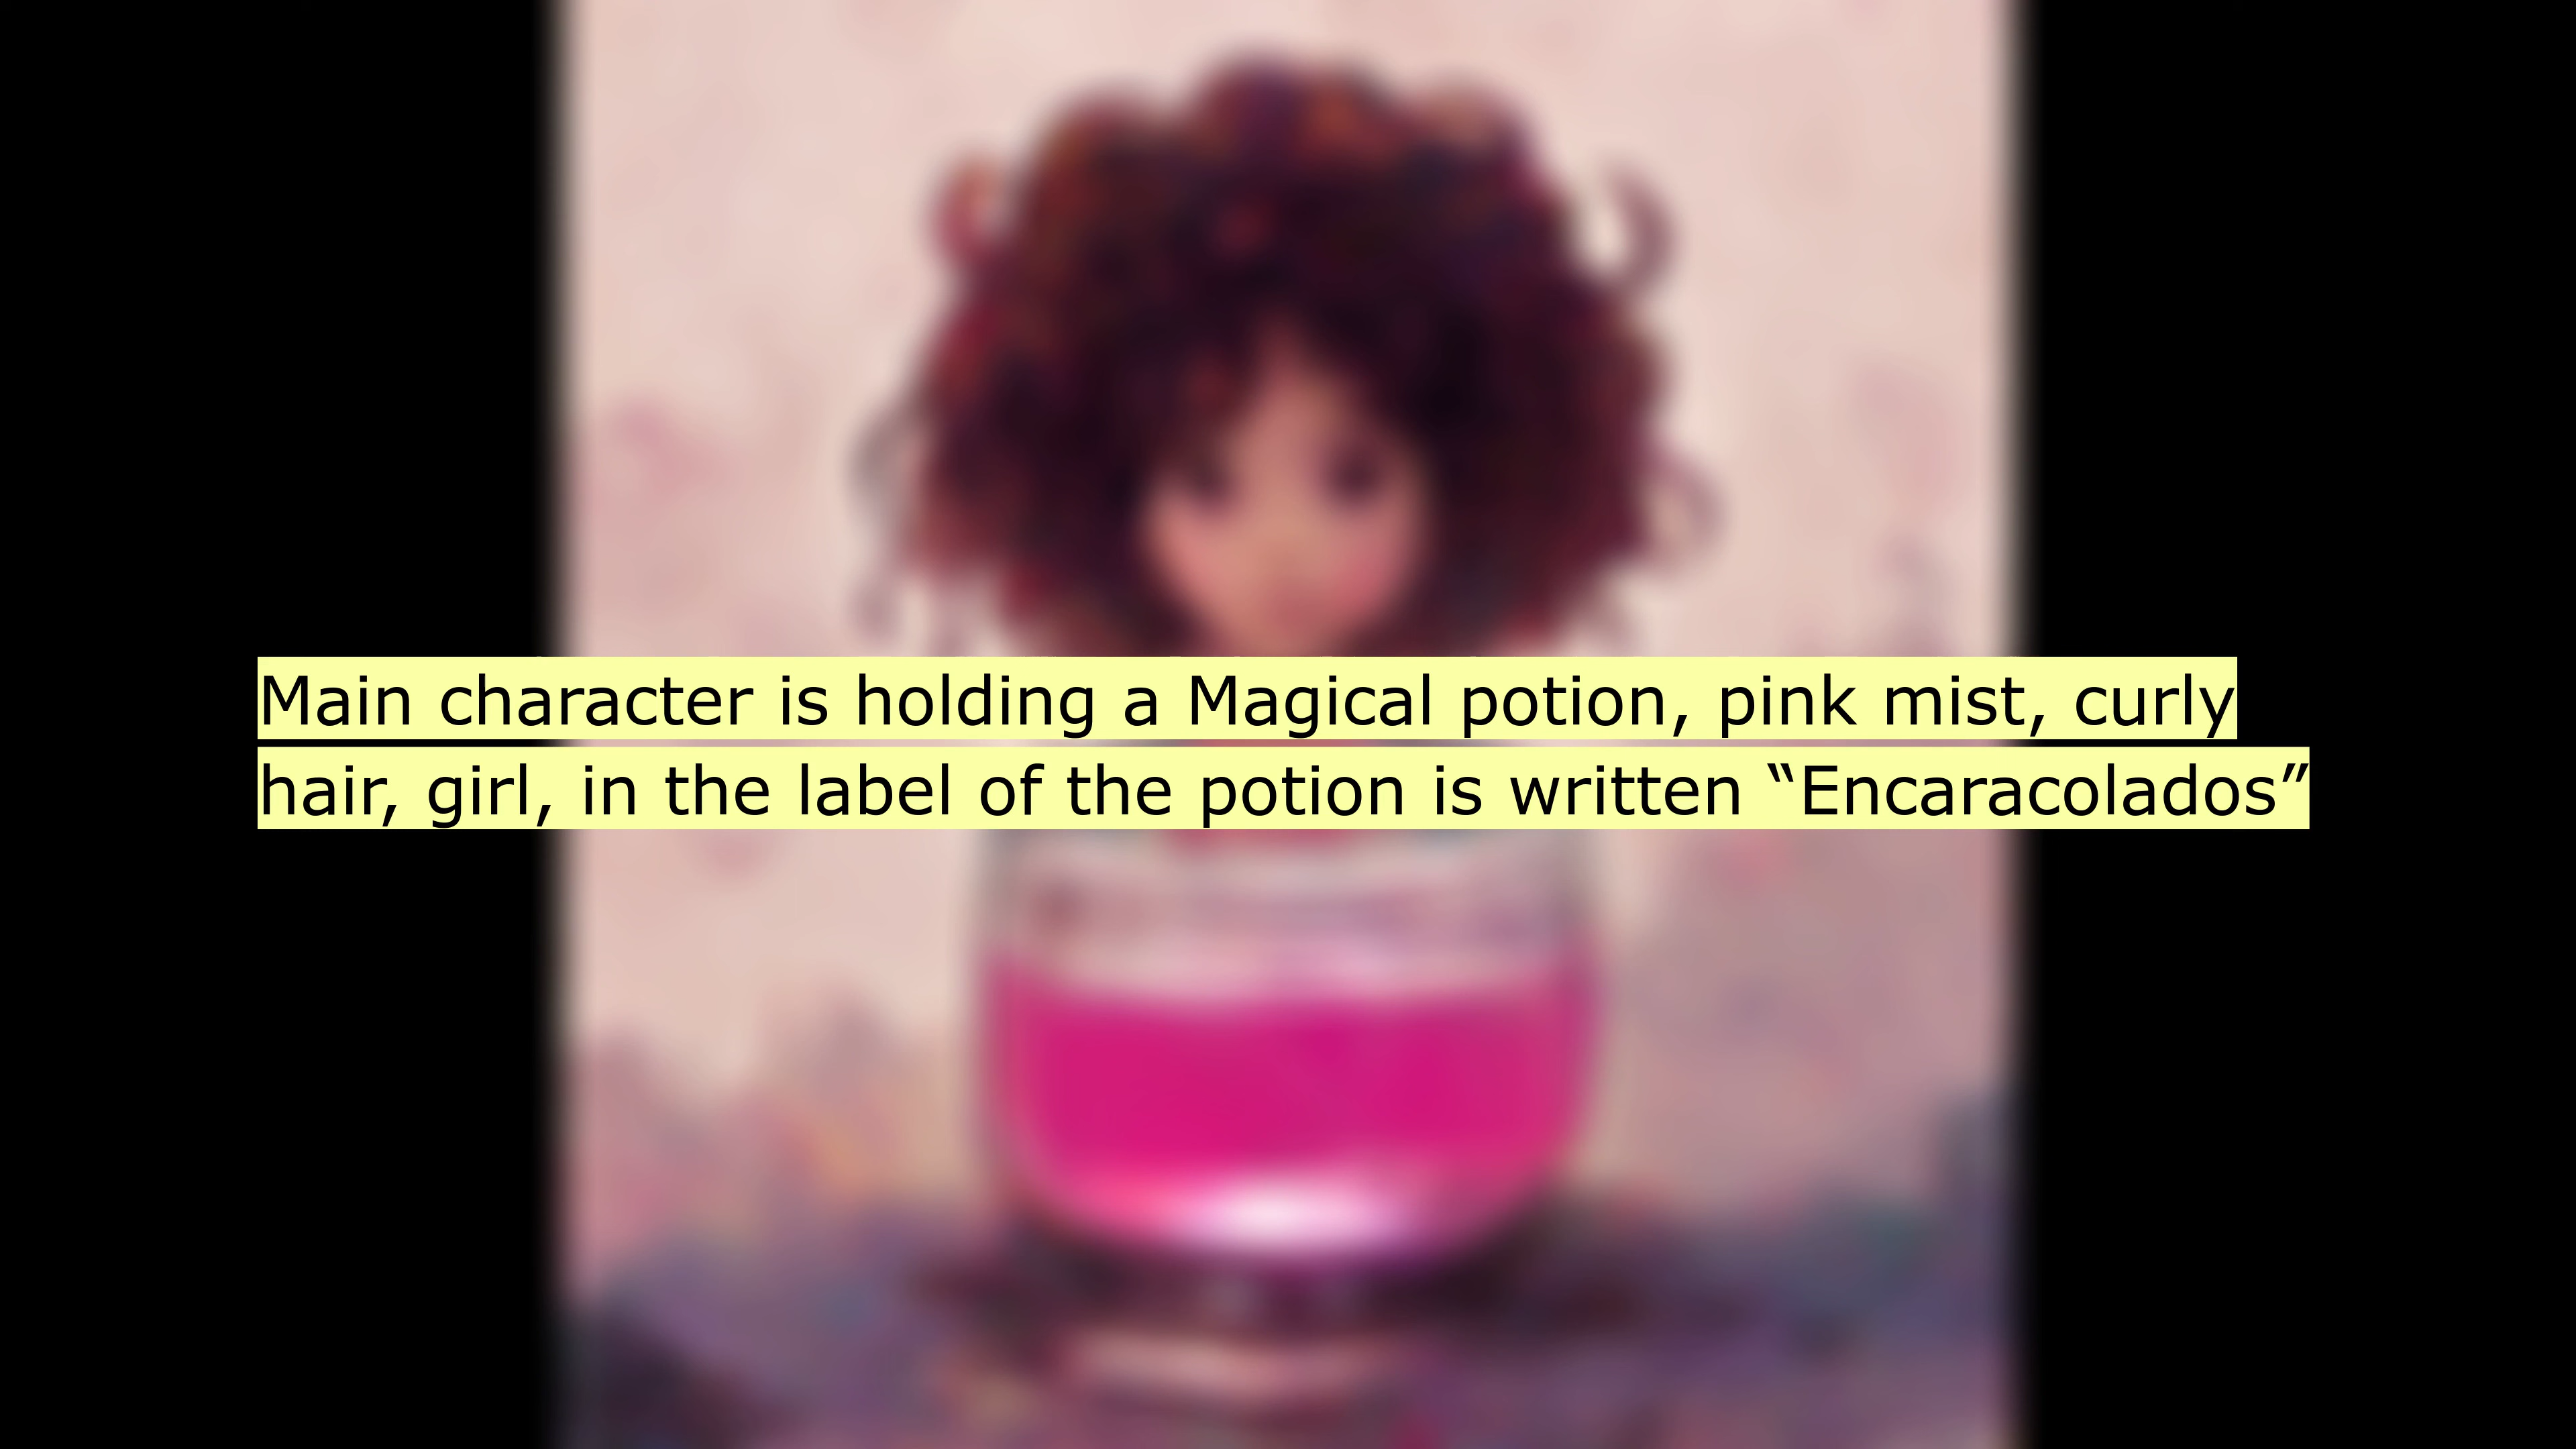 Main character is holding a Magical potion, pink mist, curly
hair, girl, in the label of the potion is written “Encaracolados”